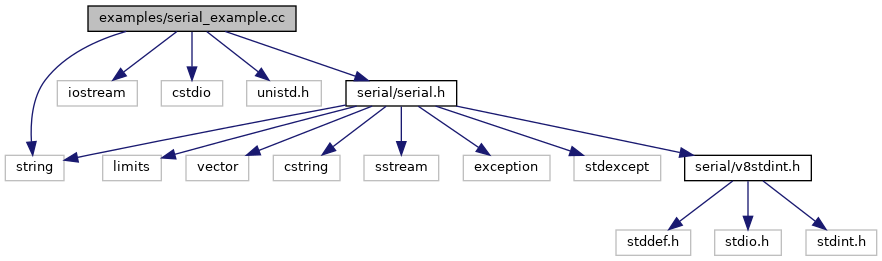 examples/serial_example.cc
iostream
cstdio
unistd.h
serial/serial.h
string
limits
vector
cstring
sstream
exception
stdexcept
serial/v8stdint.h
stddef.h
stdio.h
stdint.h